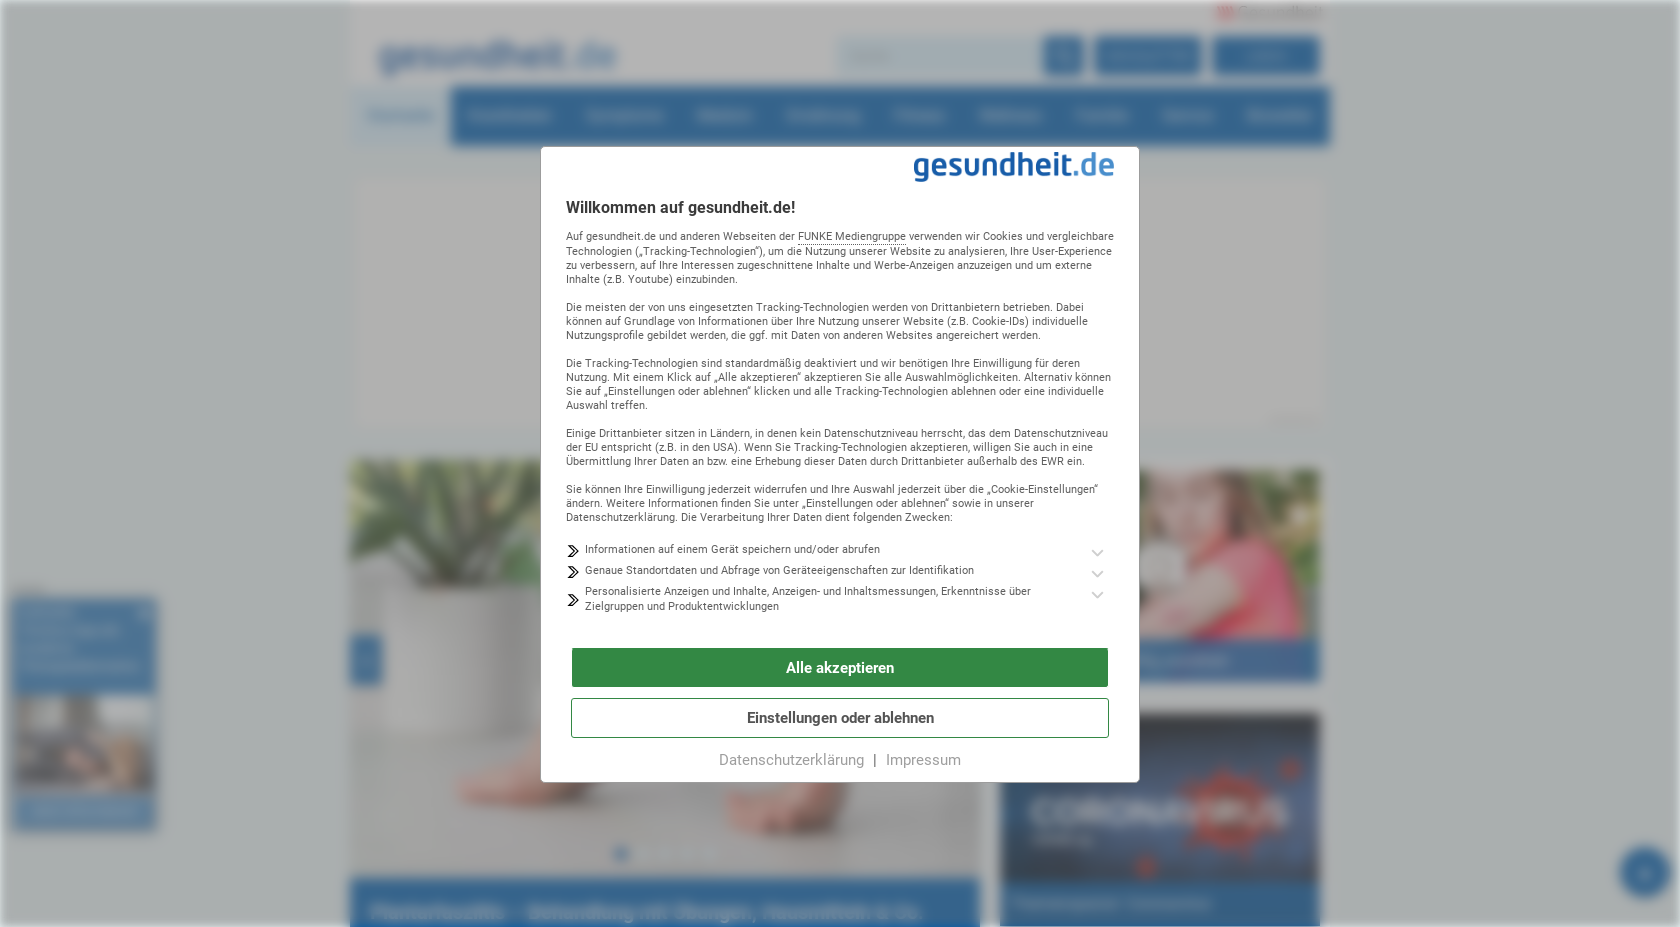 gesundheit.de
gesundheit.de
Willkommen auf gesundheit.de!
Auf gesundheit.de und anderen Webseiten der FUNKE Mediengruppe verwenden wir Cookies und vergleichbare
Technologien („Tracking-Technologien“), um die Nutzung unserer Website zu analysieren, Ihre User-Experience
zu verbessern, auf Ihre Interessen zugeschnittene Inhalte und Werbe-Anzeigen anzuzeigen und um externe
Inhalte (z.B. Youtube) einzubinden.
Die meisten der von uns eingesetzten Tracking-Technologien werden von Drittanbietern betrieben. Dabei
können auf Grundlage von Informationen über Ihre Nutzung unserer Website (z.B. Cookie-IDs) individuelle
Nutzungsprofile gebildet werden, die ggf. mit Daten von anderen Websites angereichert werden.
Die Tracking-Technologien sind standardmäßig deaktiviert und wir benötigen Ihre Einwilligung für deren
Nutzung. Mit einem Klick auf „Alle akzeptieren“ akzeptieren Sie alle Auswahlmöglichkeiten. Alternativ können
Sie auf „Einstellungen oder ablehnen“ klicken und alle Tracking-Technologien ablehnen oder eine individuelle
Auswahl treffen.
Einige Drittanbieter sitzen in Ländern, in denen kein Datenschutzniveau herrscht, das dem Datenschutzniveau
der EU entspricht (z.B. in den USA). Wenn Sie Tracking-Technologien akzeptieren, willigen Sie auch in eine
Übermittlung Ihrer Daten an bzw. eine Erhebung dieser Daten durch Drittanbieter außerhalb des EWR ein.
Sie können Ihre Einwilligung jederzeit widerrufen und Ihre Auswahl jederzeit über die „Cookie-Einstellungen“
ändern. Weitere Informationen finden Sie unter „Einstellungen oder ablehnen“ sowie in unserer
Datenschutzerklärung. Die Verarbeitung Ihrer Daten dient folgenden Zwecken:
Informationen auf einem Gerät speichern und/oder abrufen
Genaue Standortdaten und Abfrage von Geräteeigenschaften zur Identifikation
Personalisierte Anzeigen und Inhalte, Anzeigen- und Inhaltsmessungen, Erkenntnisse über
Zielgruppen und Produktentwicklungen
Alle akzeptieren
Einstellungen oder ablehnen
Datenschutzerklärung | Impressum
CORONAVIRUS